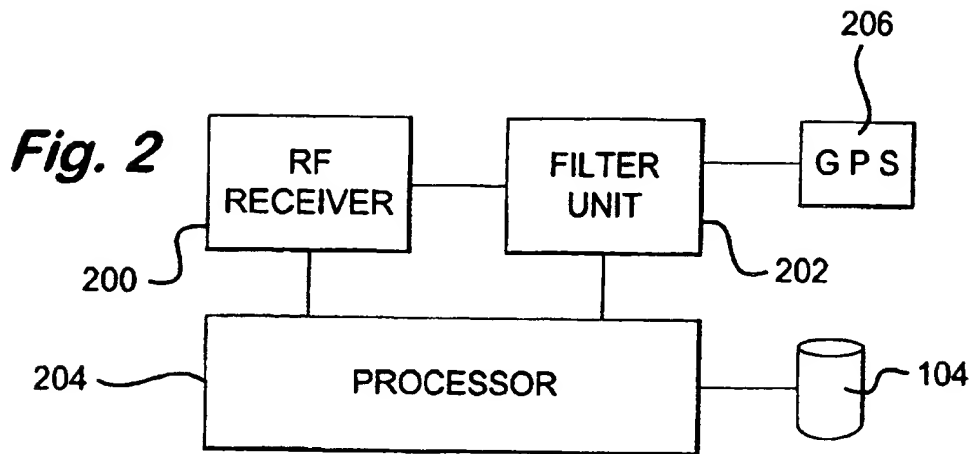 206
Fig. 2
RF
RECEIVER
FILTER
UNIT
GPS
200
202
204
PROCESSOR
104